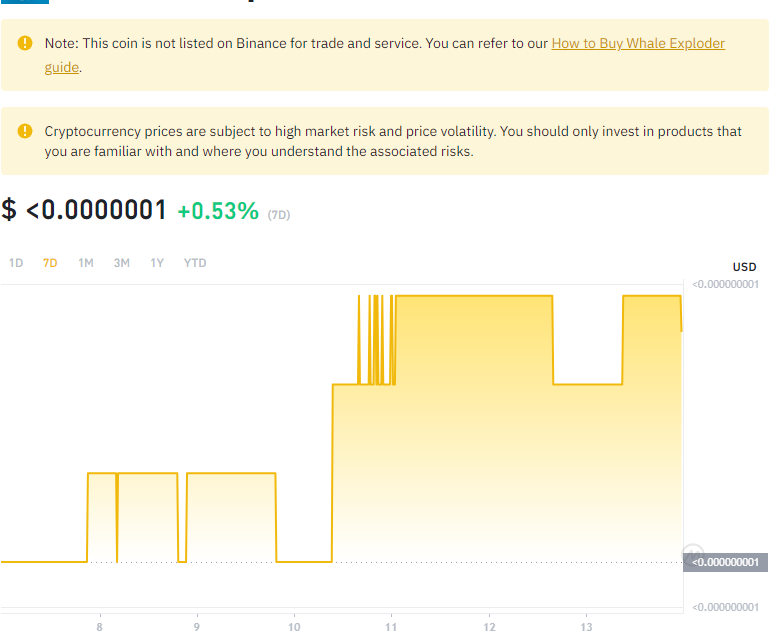 Note: This coin is not listed on Binance for trade and service. You can refer to our How to Buy Whale Exploder
guide.
Cryptocurrency prices are subject to high market risk and price volatility. You should only invest in products that
you are familiar with and where you understand the associated risks.
$ <0.0000001 +0.53% (7D)
1D 7D 1M 3M 1Y YTD
USD
<0.000000001
<0.000000001
<0.000000001
8 9 10 11 12 13